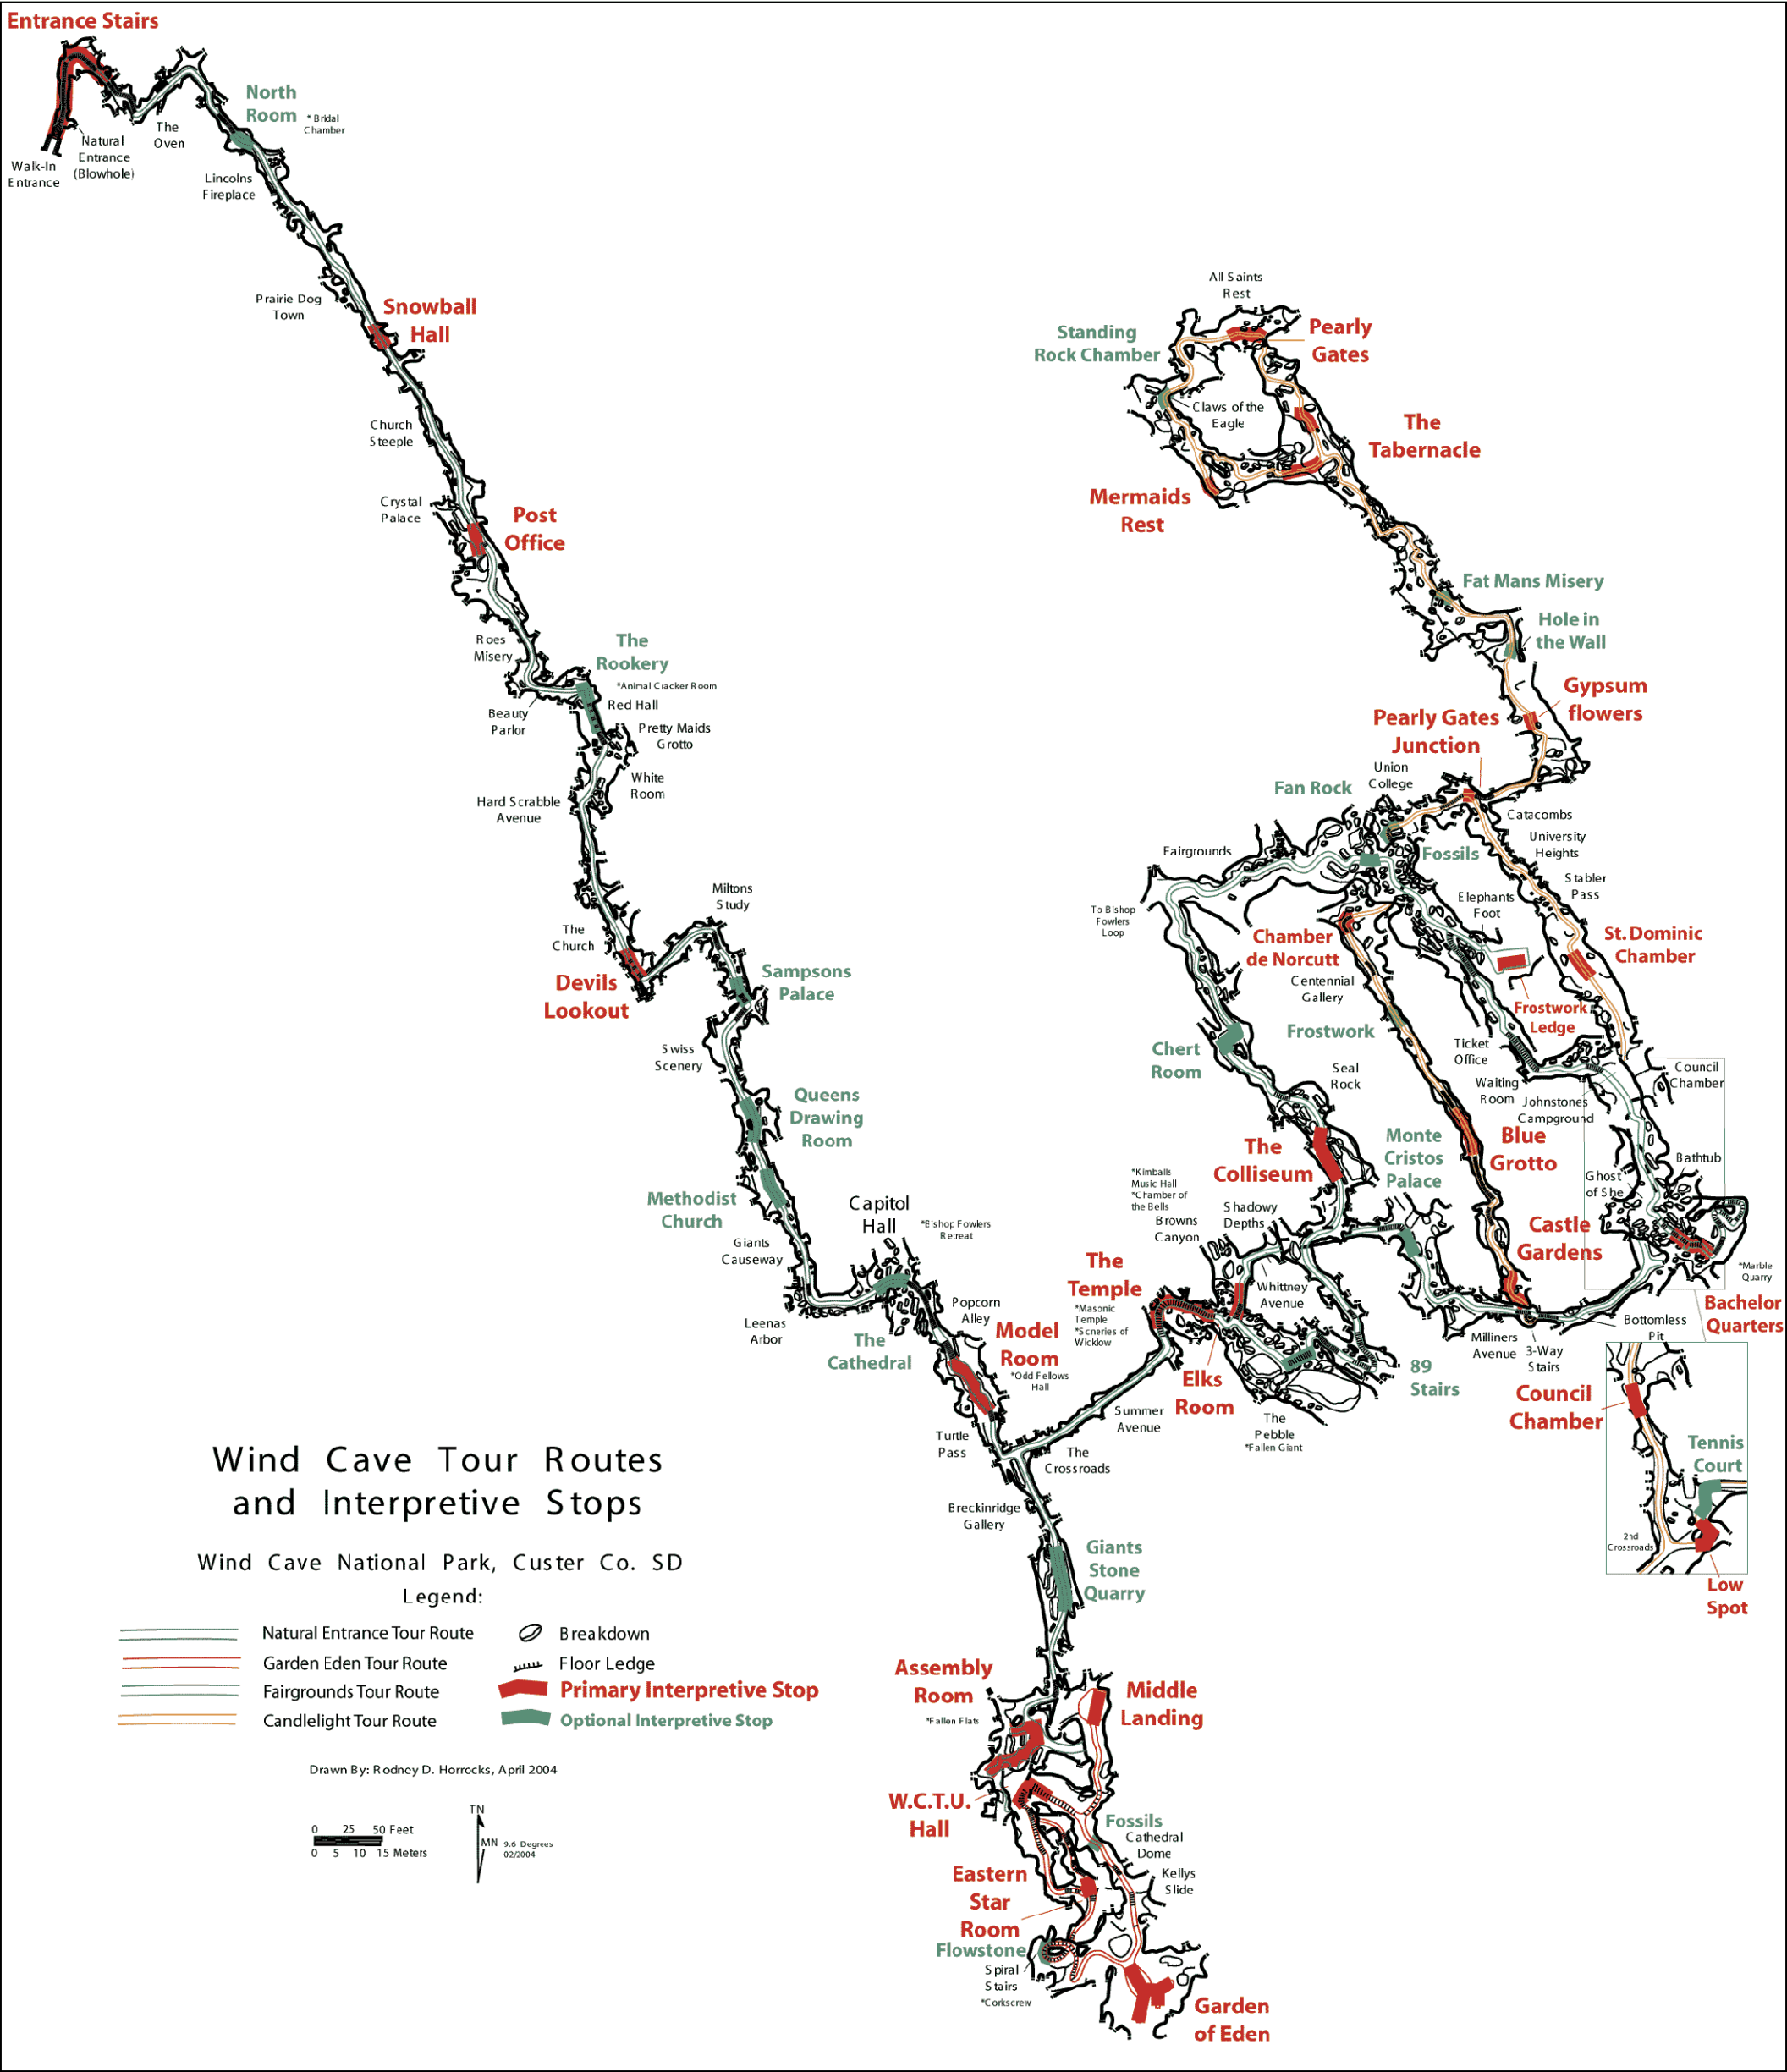 Entrance Stairs
North
Room
* Bridal
Chamber
The
Oven
Natural
Entrance
(Blowhole)
Walk-In
Entrance
Lincolns
Fireplace
Prairie Dog
Town
Snowball
Hall
Church
Steeple
Crystal
Palace
Post
Office
Roes
Misery
The
Rookery
*Animal Cracker Room
Red Hall
Beauty
Parlor
Pretty Maids
Grotto
White
Room
Hard Scrabble
Avenue
Miltons
Study
The
Church
Devils
Lookout
Sampsons
Palace
Swiss
Scenery
Queens
Drawing
Room
Methodist
Church
Giants
Causeway
Capitol
Hall
*Bishop Fowlers
Retreat
Leenas
Arbor
The
Cathedral
Popcorn
Alley
Model
Room
*Odd Fellows
Hall
Turtle
Pass
The
Crossroads
Summer
Avenue
Breckinridge
Gallery
Giants
Stone
Quarry
Assembly
Room
*Fallen Flats
Middle
Landing
W.C.T.U.
Hall
Fossils
Cathedral
Dome
Kellys
Slide
Eastern
Star
Room
Flowstone
Spiral
Stairs
*Corkscrew
Garden
of Eden
All Saints
Rest
Standing
Rock Chamber
Pearly
Gates
Claws of the
Eagle
The
Tabernacle
Mermaids
Rest
Fat Mans Misery
Hole in
the Wall
Gypsum
flowers
Pearly Gates
Junction
Union
College
Fan Rock
Catacombs
University
Heights
Fossils
Fairgrounds
Stabler
Pass
Elephants
Foot
To Bishop
Fowlers
Loop
Chamber
de Norcutt
Centennial
Gallery
St. Dominic
Chamber
Frostwork
Ledge
Frostwork
Chert
Room
Ticket
Office
Seal
Rock
Waiting
Room
Johnstones
Campground
Council
Chamber
The
Colliseum
Monte
Cristos
Palace
Blue
Grotto
Bathtub
Ghost
of She
*Kimballs
Music Hall
*Chamber of
the Bells
Browns
Canyon
Shadowy
Depths
Castle
Gardens
The
Temple
*Masonic
Temple
*Scneries of
Wicklow
Whittney
Avenue
*Marble
Quarry
Bachelor
Quarters
Bottomless
Pit
Milliners
Avenue
3-Way
Stairs
Elks
Room
The
Pebble
*Fallen Giant
89
Stairs
Council
Chamber
Tennis
Court
2nd
Crossroads
Low
Spot
Wind Cave Tour Routes
and Interpretive Stops
Wind Cave National Park, Custer Co. SD
Legend:
Natural Entrance Tour Route
Garden Eden Tour Route
Fairgrounds Tour Route
Candlelight Tour Route
Breakdown
Floor Ledge
Primary Interpretive Stop
Optional Interpretive Stop
Drawn By: Rodney D. Horrocks, April 2004
0 25 50 Feet
0 5 10 15 Meters
TN
MN 9.6 Degrees
02/2004